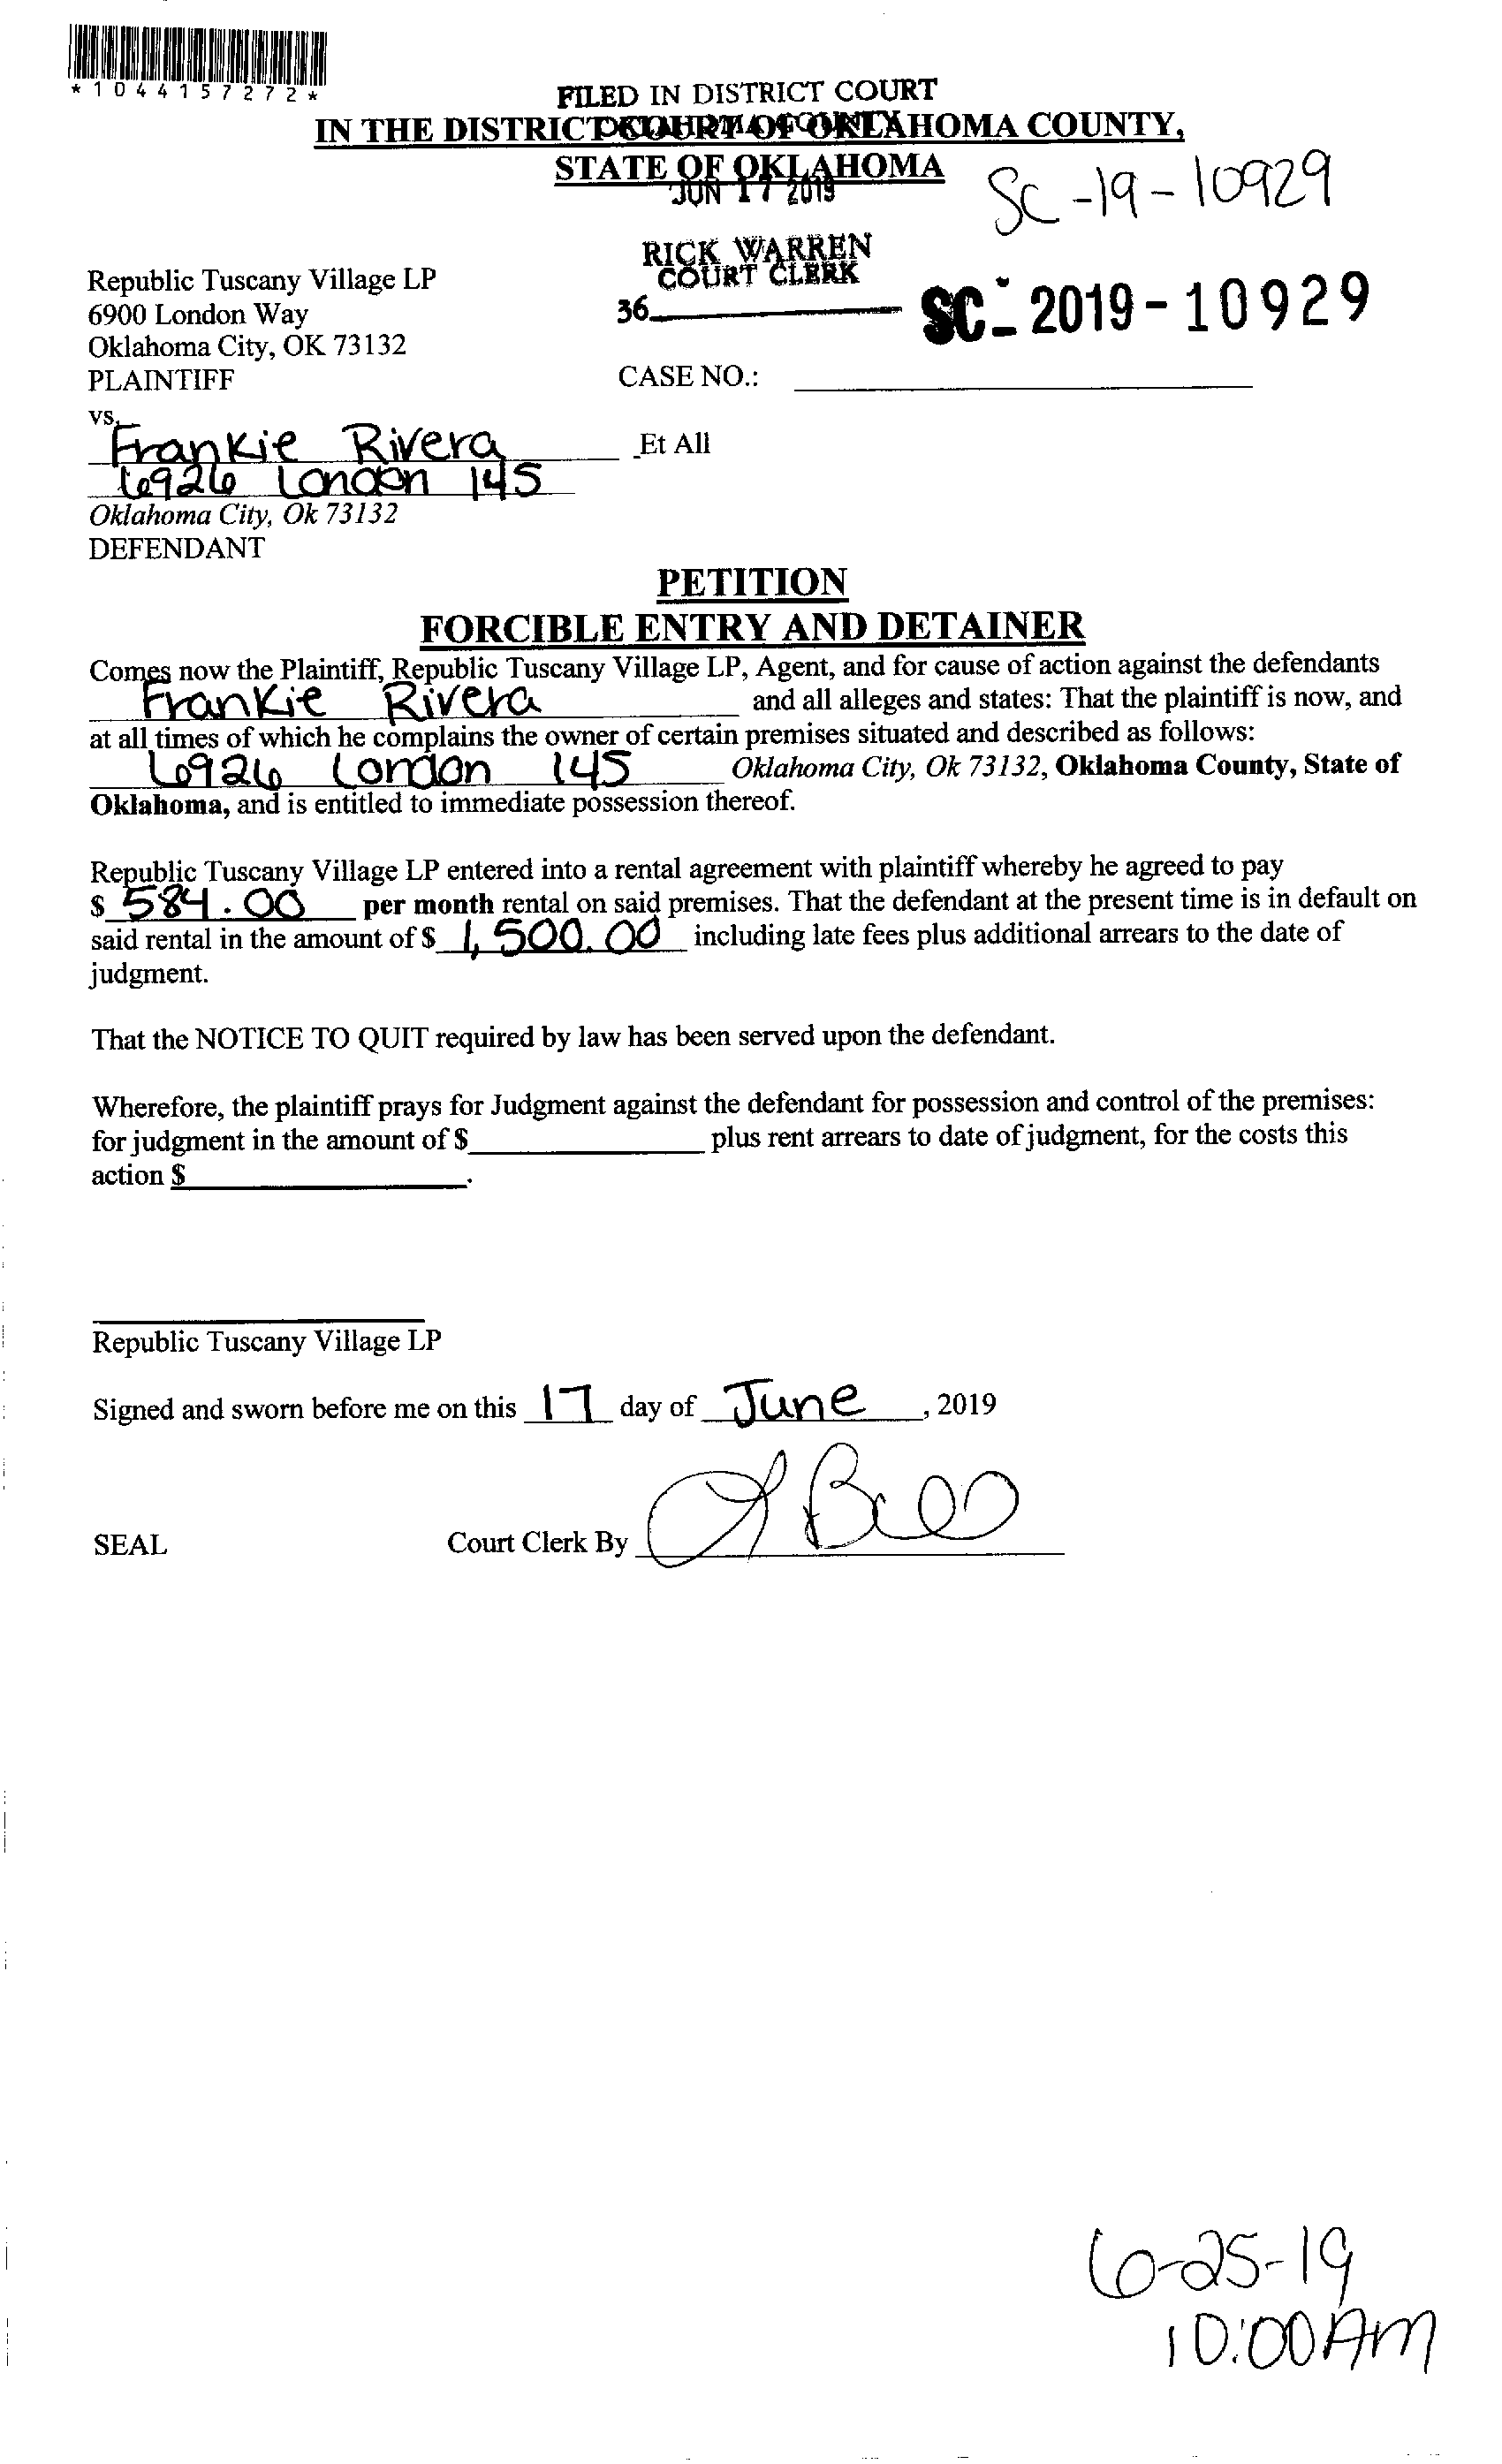 *1044157272*
FILED IN DISTRICT COURT
IN THE DISTRICT COURT OF OKLAHOMA COUNTY,
STATE OF OKLAHOMA
JUN 17 2019
SC-19-10929
RICK WARREN
COURT CLERK
36
SC-2019-10929
Republic Tuscany Village LP
6900 London Way
Oklahoma City, OK 73132
PLAINTIFF
CASE NO.:
vs.
Frankie Rivera Et All
6926 London 145
Oklahoma City, Ok 73132
DEFENDANT
PETITION
FORCIBLE ENTRY AND DETAINER
Comes now the Plaintiff, Republic Tuscany Village LP, Agent, and for cause of action against the defendants
Frankie Rivera and all alleges and states: That the plaintiff is now, and
at all times of which he complains the owner of certain premises situated and described as follows:
6926 London 145 Oklahoma City, Ok 73132, Oklahoma County, State of
Oklahoma, and is entitled to immediate possession thereof.
Republic Tuscany Village LP entered into a rental agreement with plaintiff whereby he agreed to pay
$ 584.00 per month rental on said premises. That the defendant at the present time is in default on
said rental in the amount of $ 1,500.00 including late fees plus additional arrears to the date of
judgment.
That the NOTICE TO QUIT required by law has been served upon the defendant.
Wherefore, the plaintiff prays for Judgment against the defendant for possession and control of the premises:
for judgment in the amount of $ plus rent arrears to date of judgment, for the costs this
action $ .
Republic Tuscany Village LP
Signed and sworn before me on this 17 day of June, 2019
SEAL
Court Clerk By
6-25-19
10:00AM